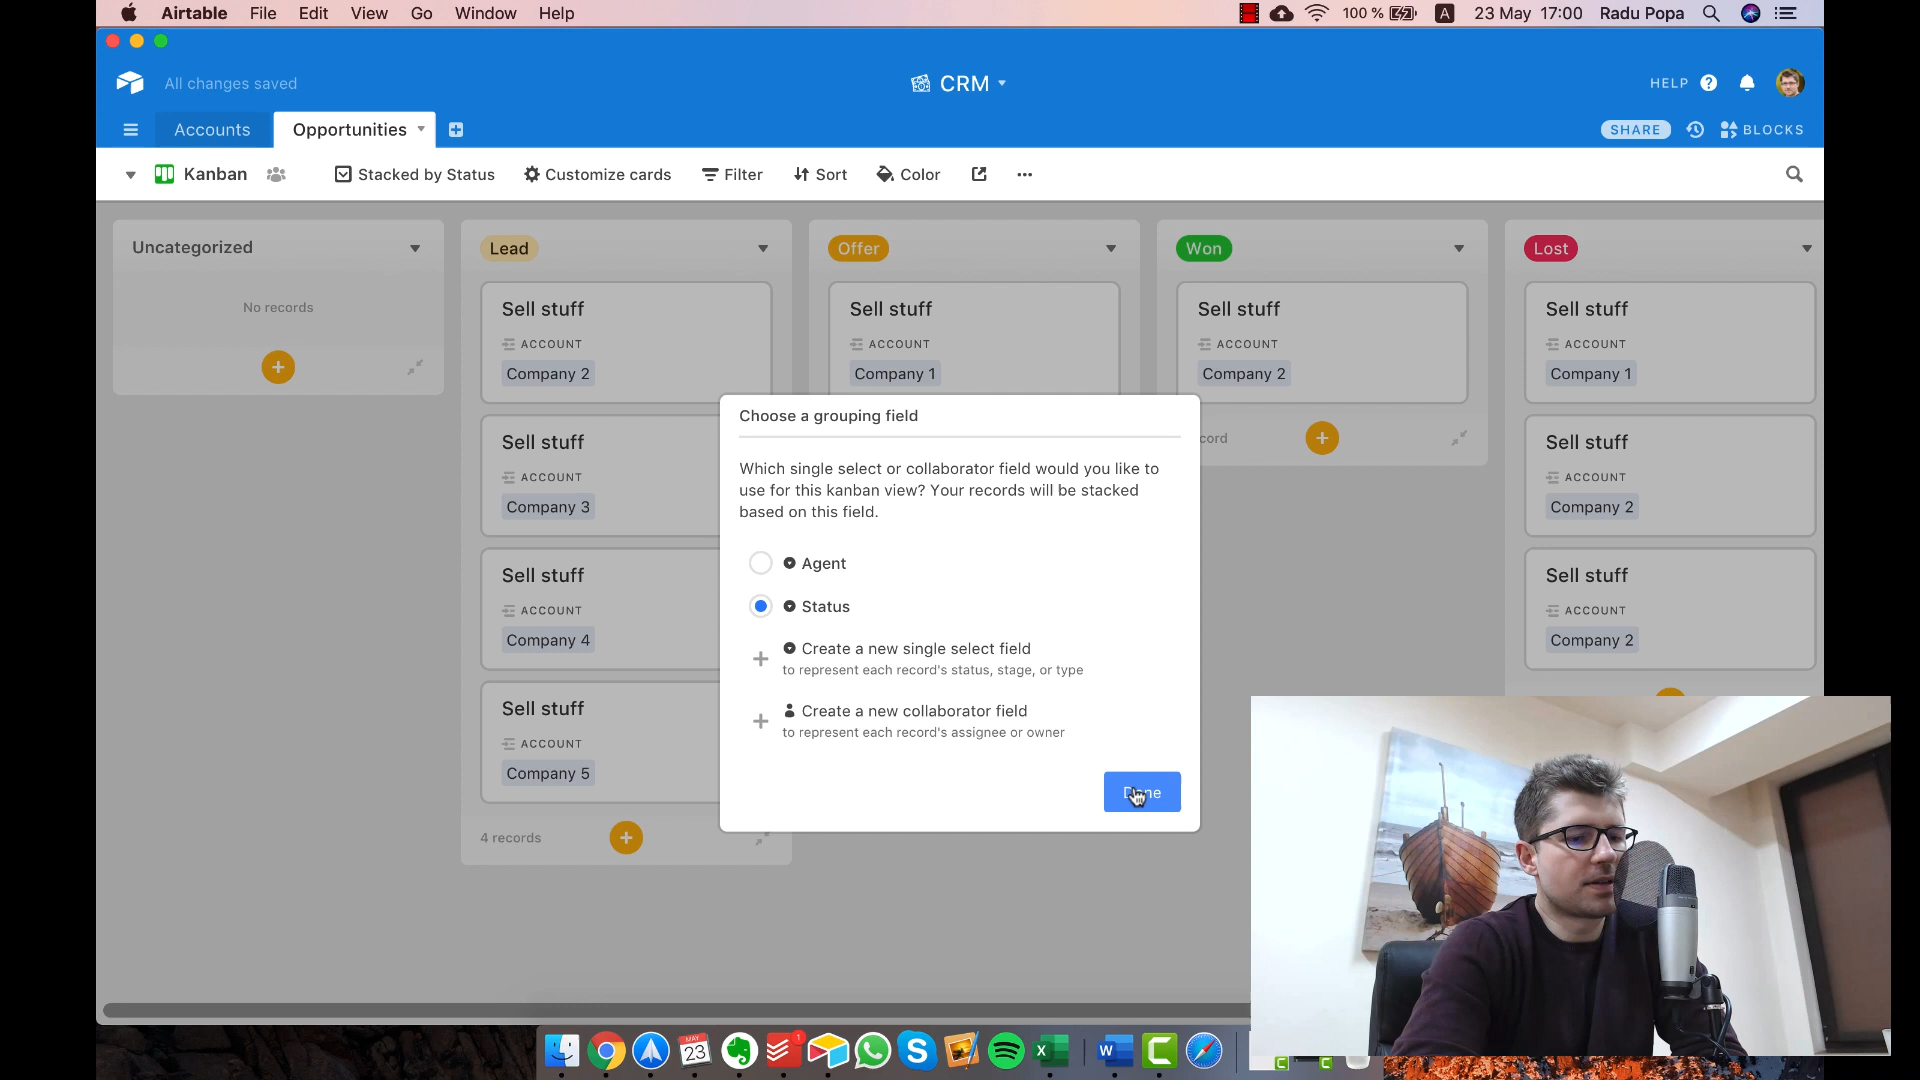 Airtable File Edit View Go Window Help
100 % A 23 May 17:00 Radu Popa
All changes saved
CRM
HELP ?
Accounts
Opportunities
SHARE
BLOCKS
Kanban
Stacked by Status
Customize cards
Filter
Sort
Color
Uncategorized
No records
Lead
Sell stuff
ACCOUNT
Company 2
Sell stuff
ACCOUNT
Company 3
Sell stuff
ACCOUNT
Company 4
Sell stuff
ACCOUNT
Company 5
4 records
Offer
Sell stuff
ACCOUNT
Company 1
Won
Sell stuff
ACCOUNT
Company 2
cord
Lost
Sell stuff
ACCOUNT
Company 1
Sell stuff
ACCOUNT
Company 2
Sell stuff
ACCOUNT
Company 2
Choose a grouping field
Which single select or collaborator field would you like to
use for this kanban view? Your records will be stacked
based on this field.
Agent
Status
Create a new single select field
to represent each record's status, stage, or type
Create a new collaborator field
to represent each record's assignee or owner
Done
MAY
23
1
S
X
W